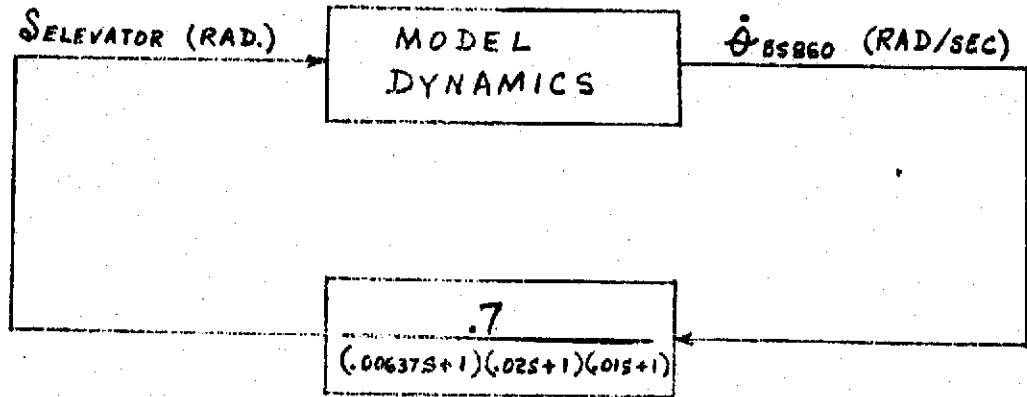 δELEVATOR (RAD.)
MODEL
DYNAMICS
θ̇BS860 (RAD/SEC)
.7
(.00637S+1)(.02S+1)(.01S+1)